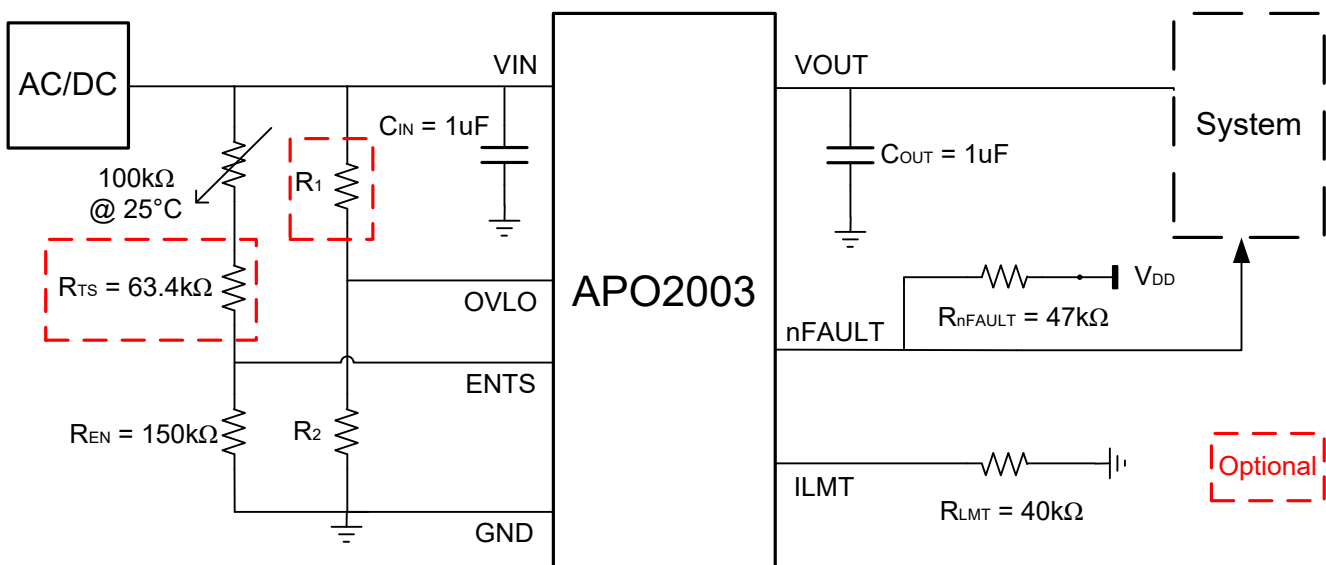 AC/DC
VIN
VOUT
System
CIN = 1uF
COUT = 1uF
100kΩ
@ 25°C
R1
RTS = 63.4kΩ
OVLO
APO2003
VDD
RnFAULT = 47kΩ
nFAULT
ENTS
REN = 150kΩ
R2
ILMT
RLMT = 40kΩ
Optional
GND